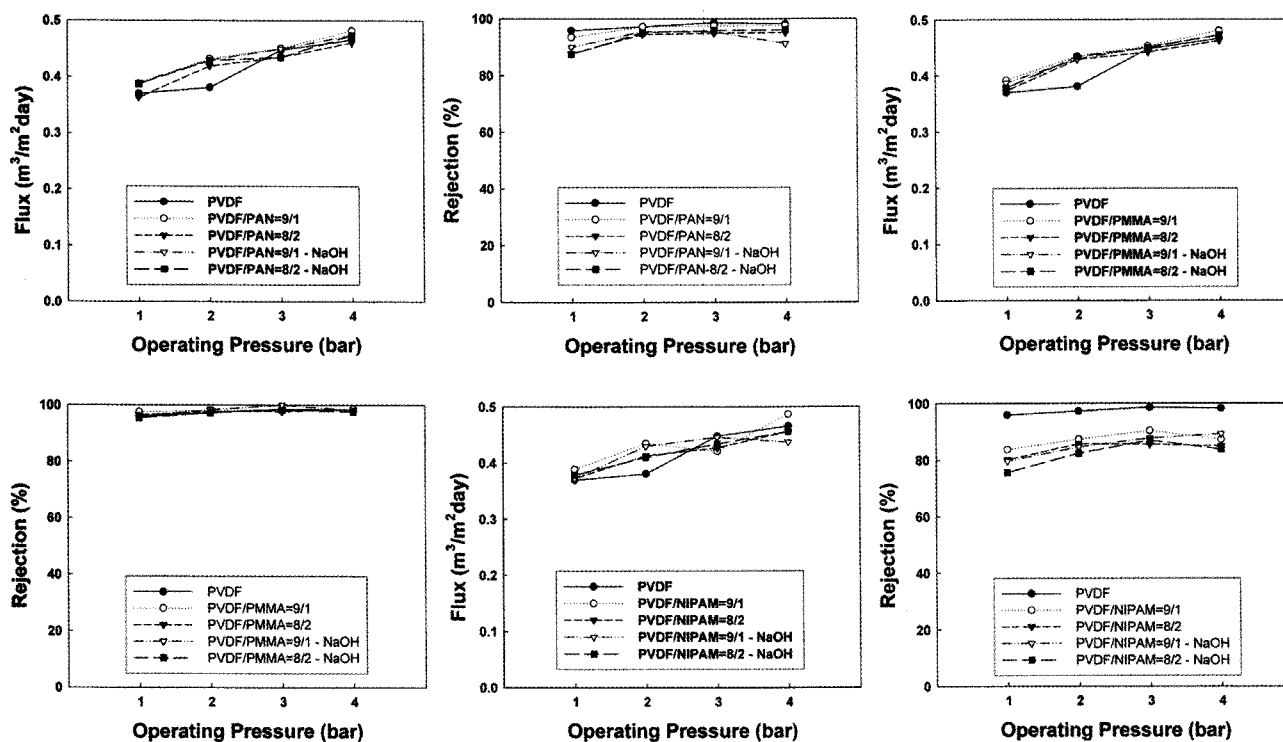 Flux (m³/m²day)
0.5
0.4
0.3
0.2
0.1
0.0
PVDF
PVDF/PAN=9/1
PVDF/PAN=8/2
PVDF/PAN=9/1 - NaOH
PVDF/PAN=8/2 - NaOH
1 2 3 4
Operating Pressure (bar)
Rejection (%)
100
80
60
40
20
0
PVDF
PVDF/PAN=9/1
PVDF/PAN=8/2
PVDF/PAN=9/1 - NaOH
PVDF/PAN-8/2 - NaOH
1 2 3 4
Operating Pressure (bar)
Flux (m³/m²day)
0.5
0.4
0.3
0.2
0.1
0.0
PVDF
PVDF/PMMA=9/1
PVDF/PMMA=8/2
PVDF/PMMA=9/1 - NaOH
PVDF/PMMA=8/2 - NaOH
1 2 3 4
Operating Pressure (bar)
Rejection (%)
100
80
60
40
20
0
PVDF
PVDF/PMMA=9/1
PVDF/PMMA=8/2
PVDF/PMMA=9/1 - NaOH
PVDF/PMMA=8/2 - NaOH
1 2 3 4
Operating Pressure (bar)
Flux (m³/m²day)
0.5
0.4
0.3
0.2
0.1
0.0
PVDF
PVDF/NIPAM=9/1
PVDF/NIPAM=8/2
PVDF/NIPAM=9/1 - NaOH
PVDF/NIPAM=8/2 - NaOH
1 2 3 4
Operating Pressure (bar)
Rejection (%)
100
80
60
40
20
0
PVDF
PVDF/NIPAM=9/1
PVDF/NIPAM=8/2
PVDF/NIPAM=9/1 - NaOH
PVDF/NIPAM=8/2 - NaOH
1 2 3 4
Operating Pressure (bar)